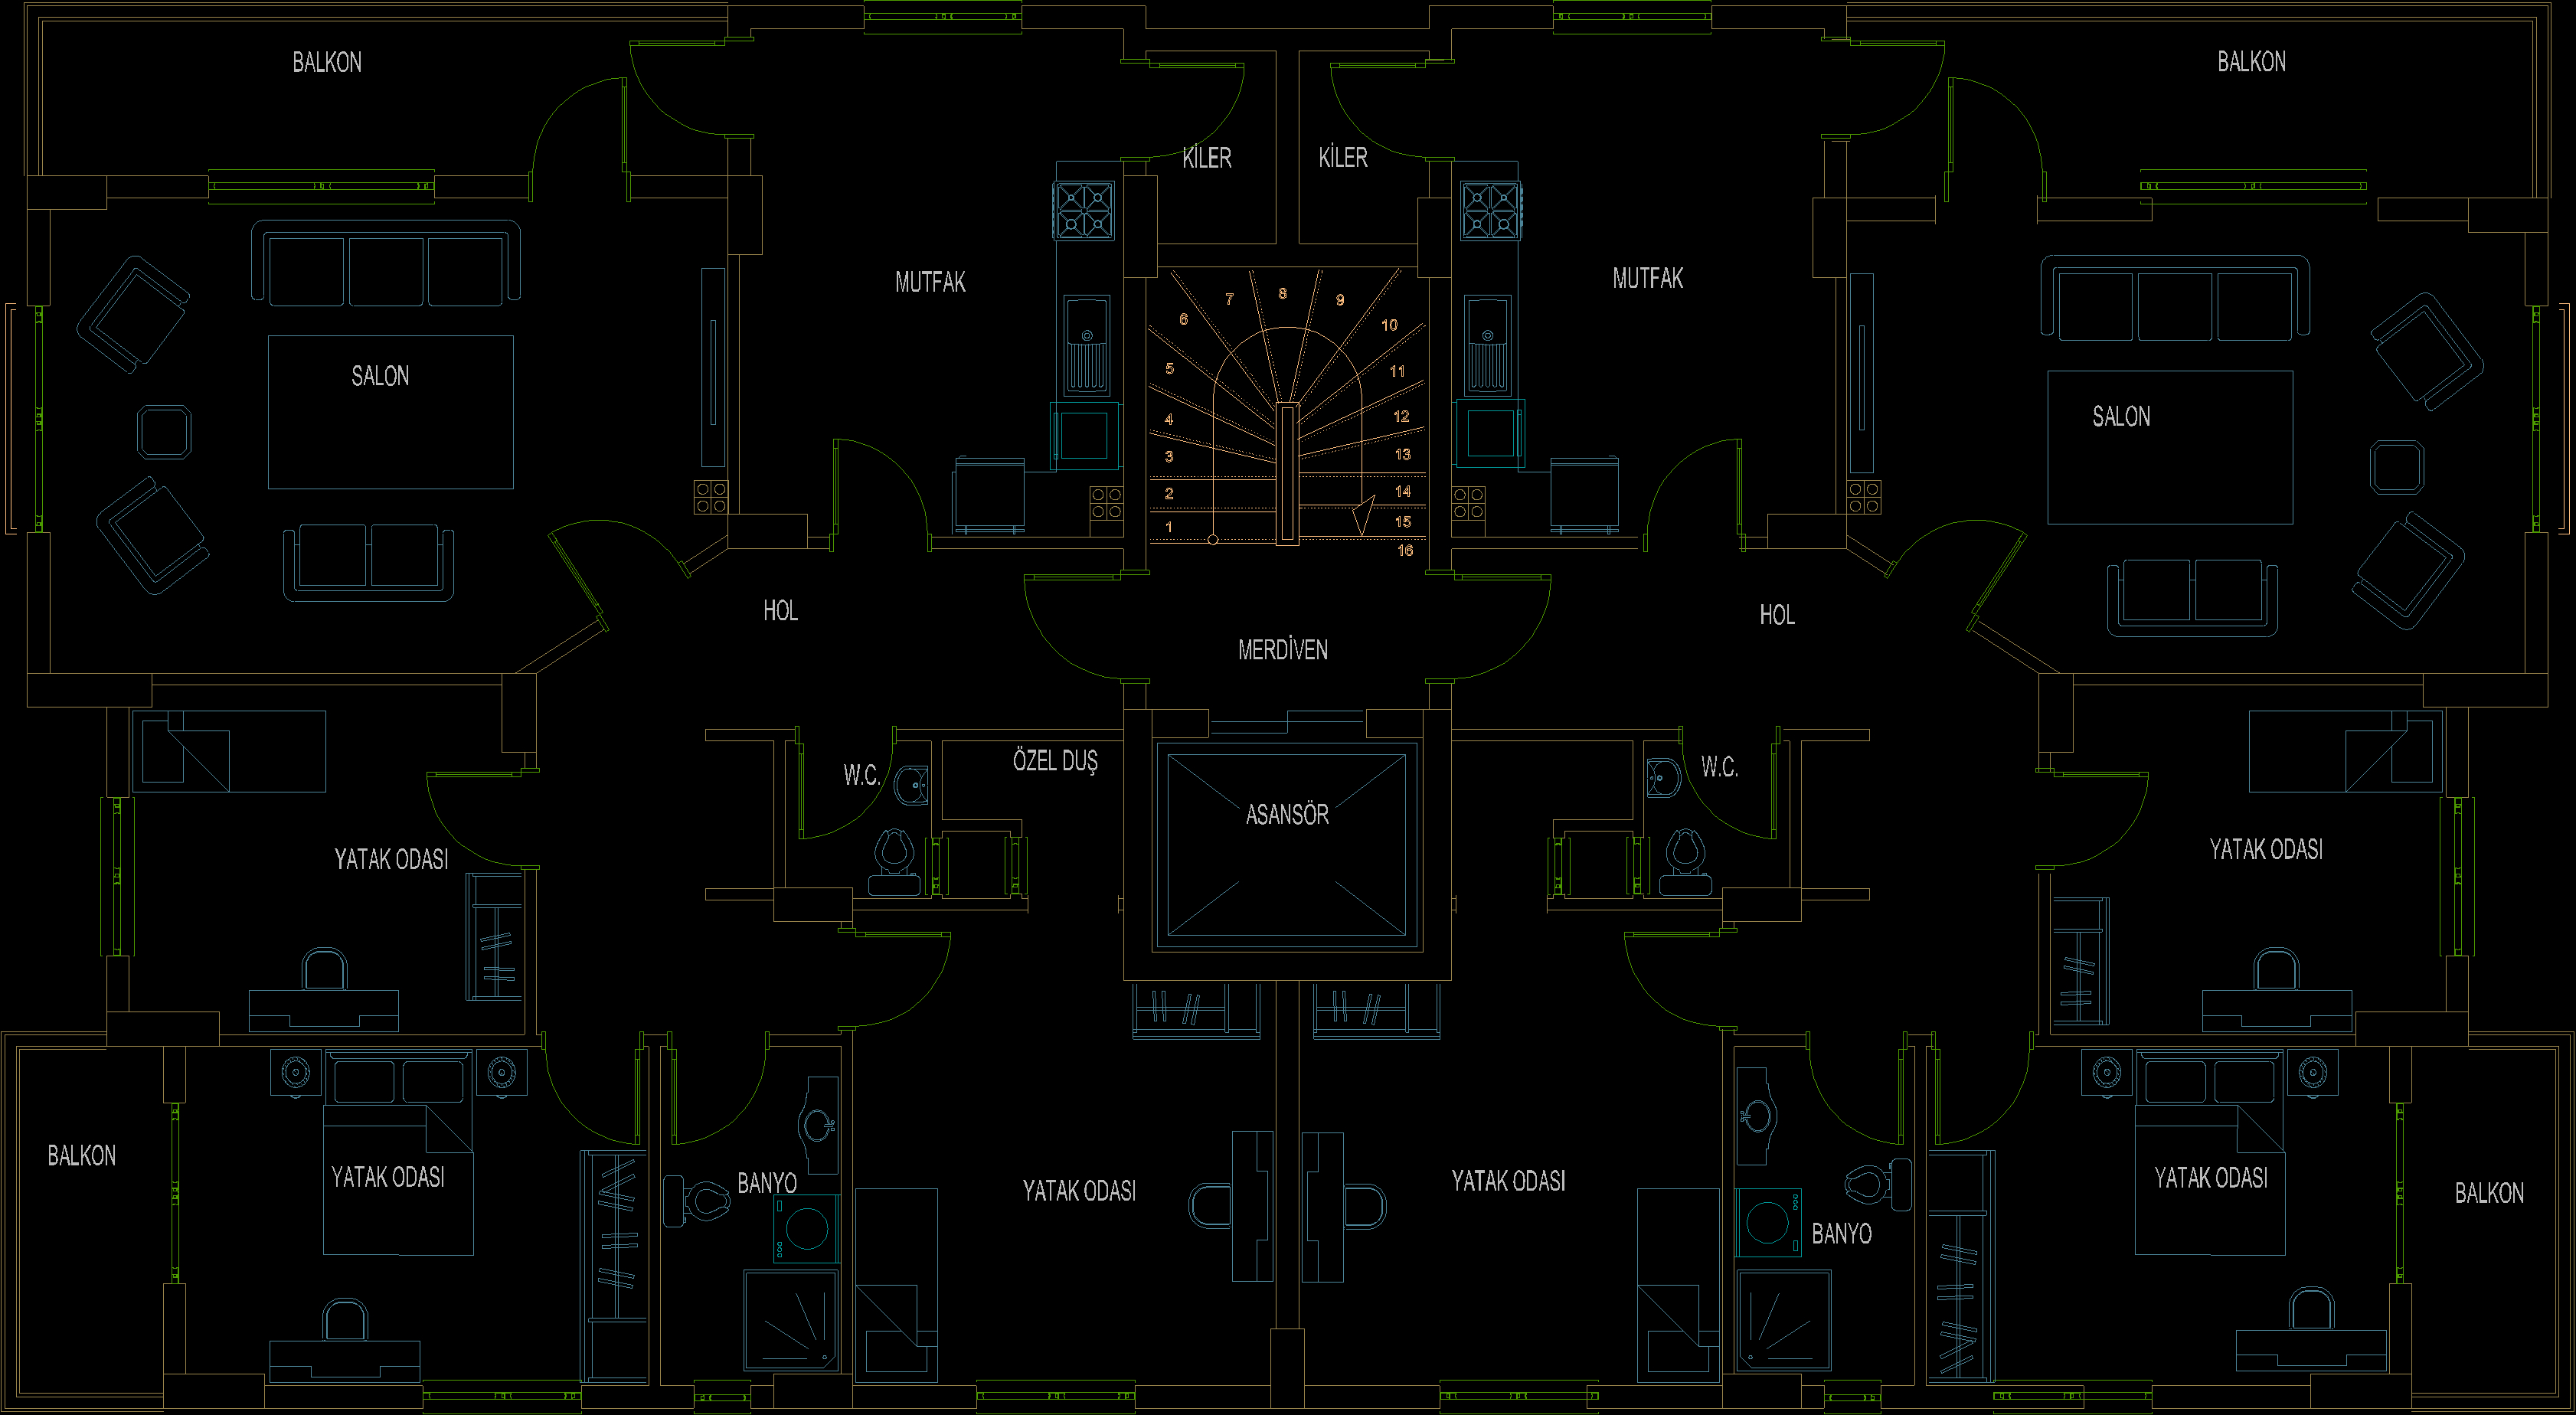 BALKON
BALKON
KİLER
KİLER
MUTFAK
MUTFAK
7
8
9
6
10
5
11
SALON
SALON
4
12
3
13
2
14
1
15
16
HOL
HOL
MERDİVEN
ÖZEL DUŞ
W.C.
W.C.
ASANSÖR
YATAK ODASI
YATAK ODASI
BALKON
YATAK ODASI
BANYO
YATAK ODASI
YATAK ODASI
YATAK ODASI
BALKON
BANYO